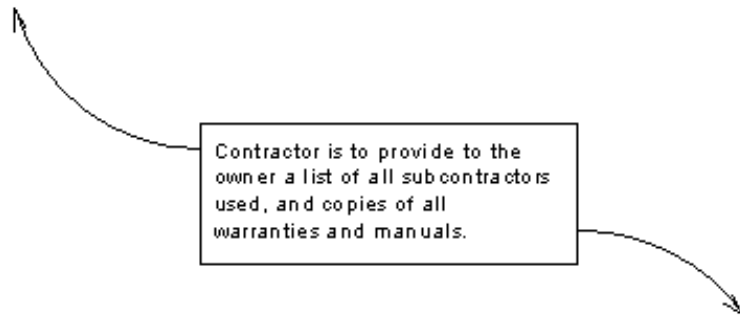 Contractor is to provide to the
owner a list of all subcontractors
used, and copies of all
warranties and manuals.